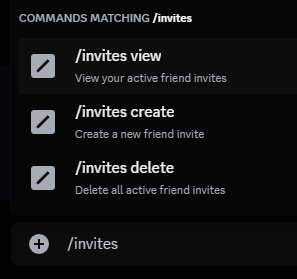 COMMANDS MATCHING /invites
/invites view
View your active friend invites
/invites create
Create a new friend invite
/invites delete
Delete all active friend invites
/invites